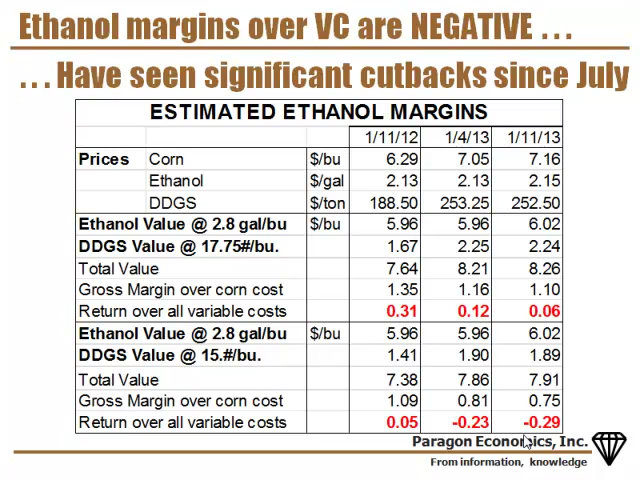 Ethanol margins over VC are NEGATIVE . . .
. . . Have seen significant cutbacks since July
ESTIMATED ETHANOL MARGINS
1/11/12 1/4/13 1/11/13
Prices Corn $/bu 6.29 7.05 7.16
Ethanol $/gal 2.13 2.13 2.15
DDGS $/ton 188.50 253.25 252.50
Ethanol Value @ 2.8 gal/bu $/bu 5.96 5.96 6.02
DDGS Value @ 17.75#/bu. 1.67 2.25 2.24
Total Value 7.64 8.21 8.26
Gross Margin over corn cost 1.35 1.16 1.10
Return over all variable costs 0.31 0.12 0.06
Ethanol Value @ 2.8 gal/bu $/bu 5.96 5.96 6.02
DDGS Value @ 15.#/bu. 1.41 1.90 1.89
Total Value 7.38 7.86 7.91
Gross Margin over corn cost 1.09 0.81 0.75
Return over all variable costs 0.05 -0.23 -0.29
Paragon Economics, Inc.
From information, knowledge